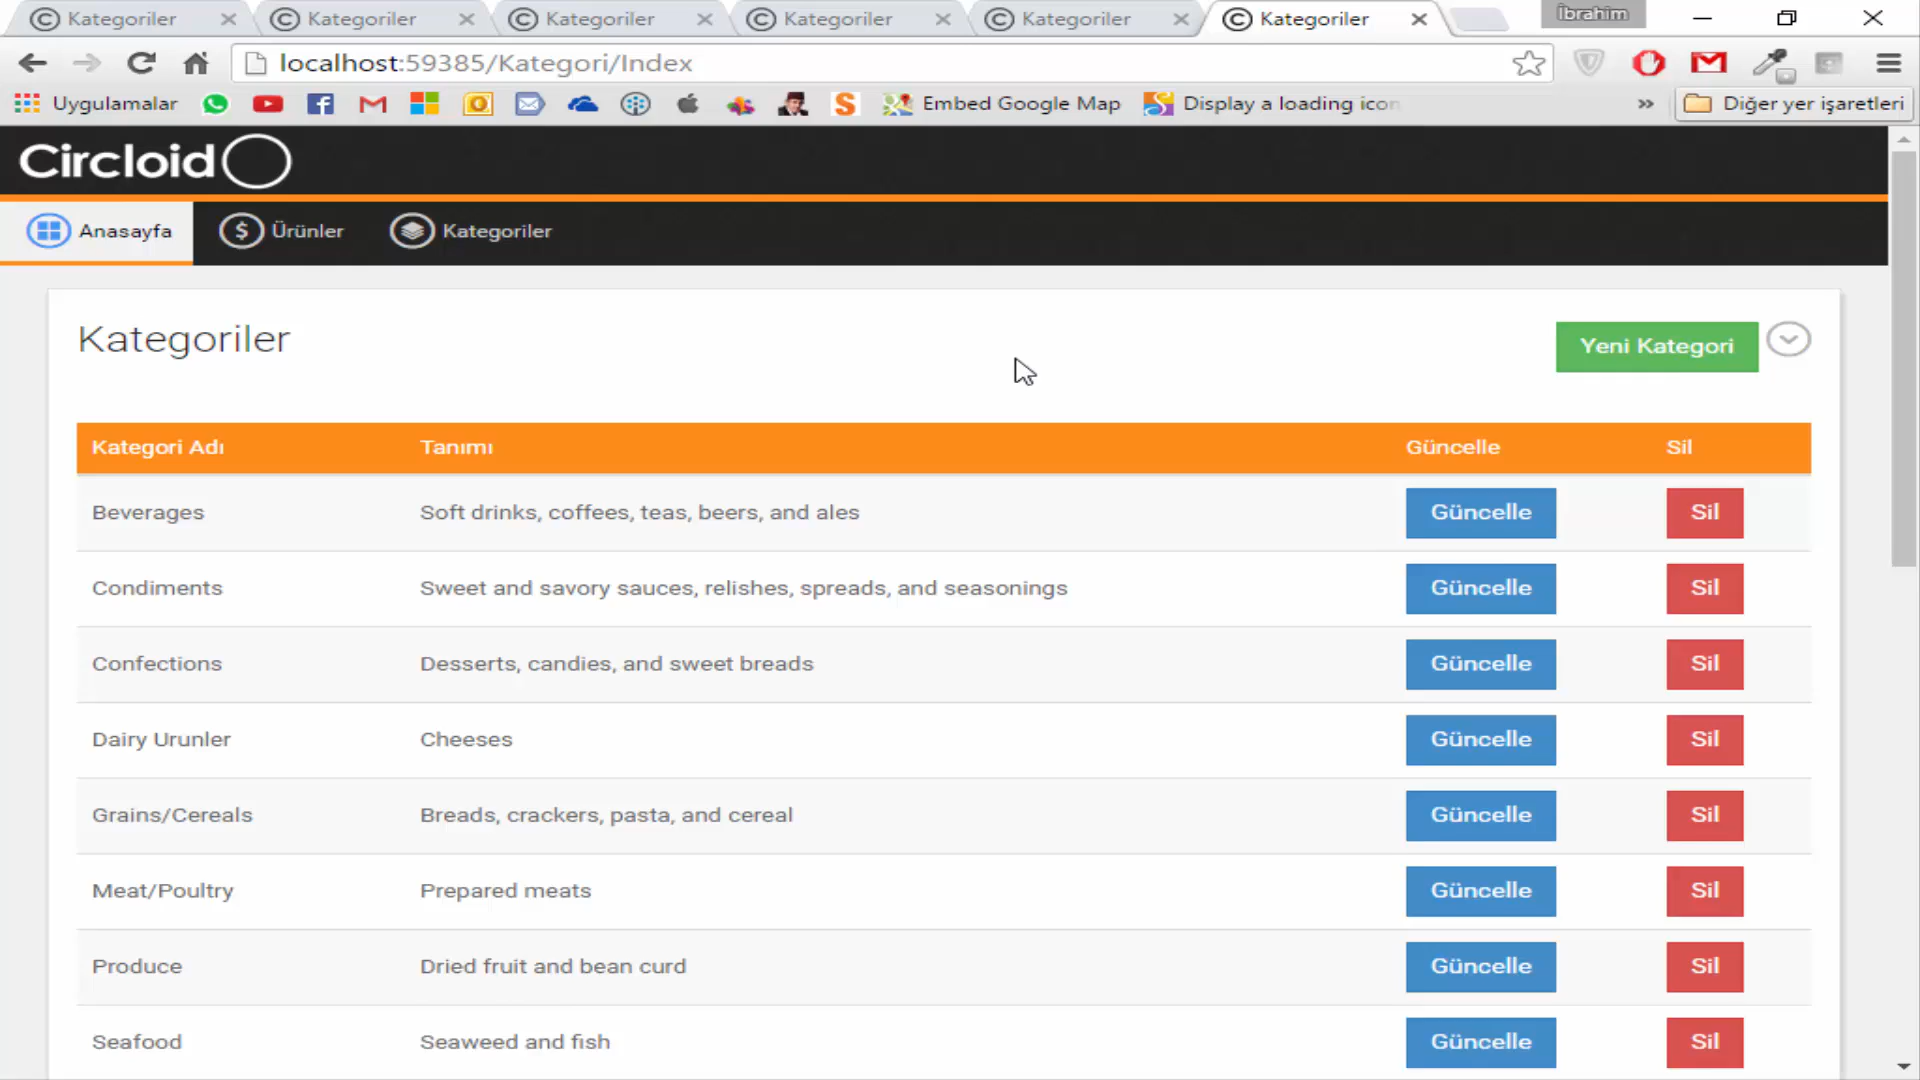 Kategoriler Kategoriler Kategoriler Kategoriler Kategoriler Kategoriler İbrahim
localhost:59385/Kategori/Index
Uygulamalar Embed Google Map Display a loading icon » Diğer yer işaretleri
Circloid
Anasayfa Ürünler Kategoriler
Kategoriler Yeni Kategori
Kategori Adı Tanımı Güncelle Sil
Beverages Soft drinks, coffees, teas, beers, and ales Güncelle Sil
Condiments Sweet and savory sauces, relishes, spreads, and seasonings Güncelle Sil
Confections Desserts, candies, and sweet breads Güncelle Sil
Dairy Urunler Cheeses Güncelle Sil
Grains/Cereals Breads, crackers, pasta, and cereal Güncelle Sil
Meat/Poultry Prepared meats Güncelle Sil
Produce Dried fruit and bean curd Güncelle Sil
Seafood Seaweed and fish Güncelle Sil